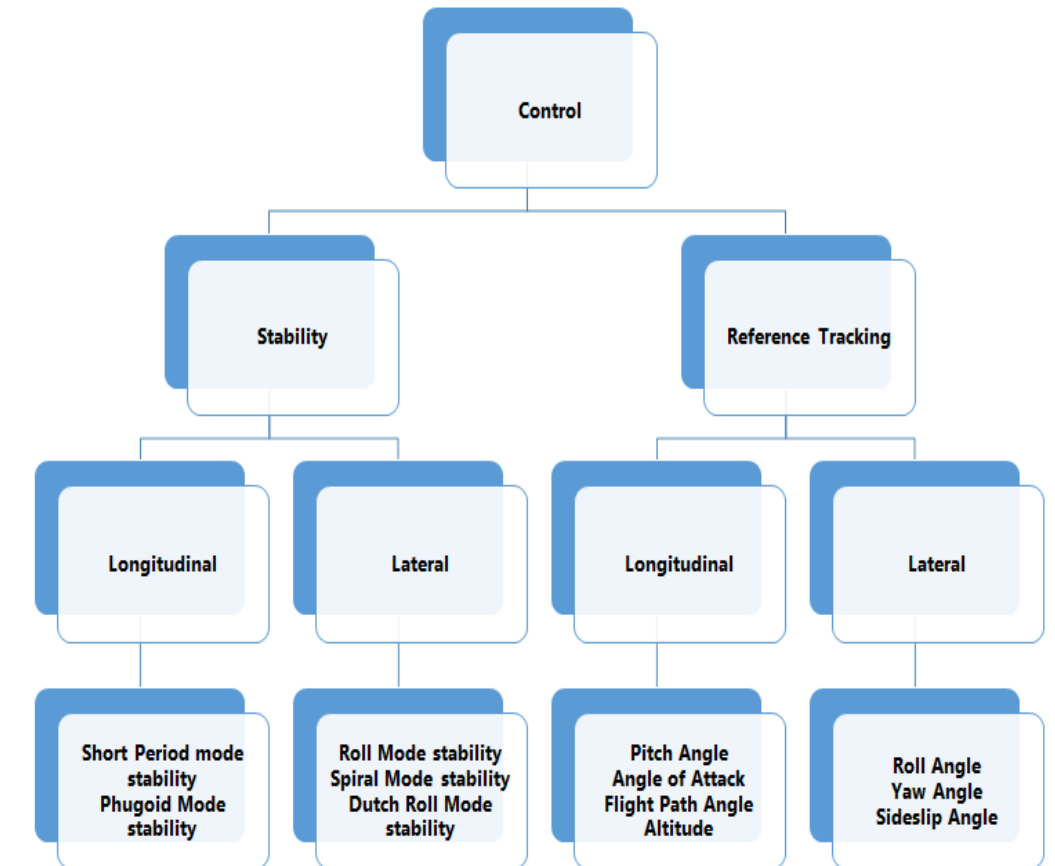 Control
Stability
Reference Tracking
Longitudinal
Lateral
Longitudinal
Lateral
Short Period mode
stability
Phugoid Mode
stability
Roll Mode stability
Spiral Mode stability
Dutch Roll Mode
stability
Pitch Angle
Angle of Attack
Flight Path Angle
Altitude
Roll Angle
Yaw Angle
Sideslip Angle